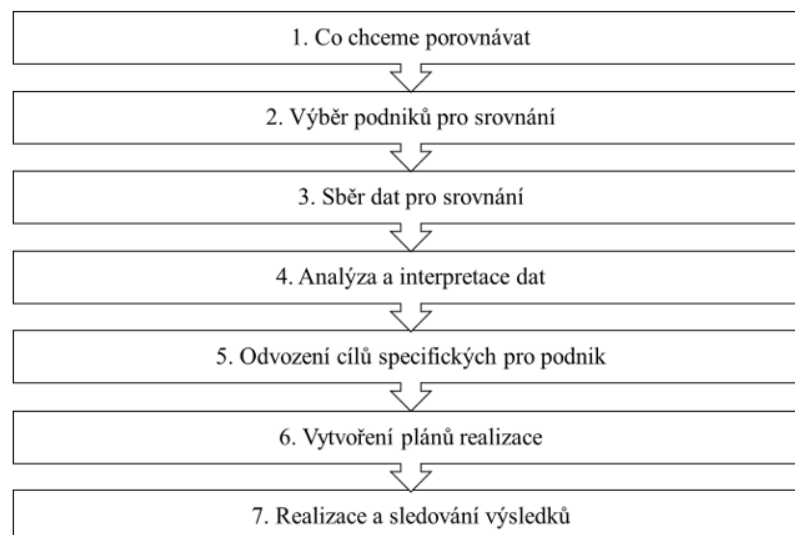 1. Co chceme porovnávat
2. Výběr podniků pro srovnání
3. Sběr dat pro srovnání
4. Analýza a interpretace dat
5. Odvození cílů specifických pro podnik
6. Vytvoření plánů realizace
7. Realizace a sledování výsledků